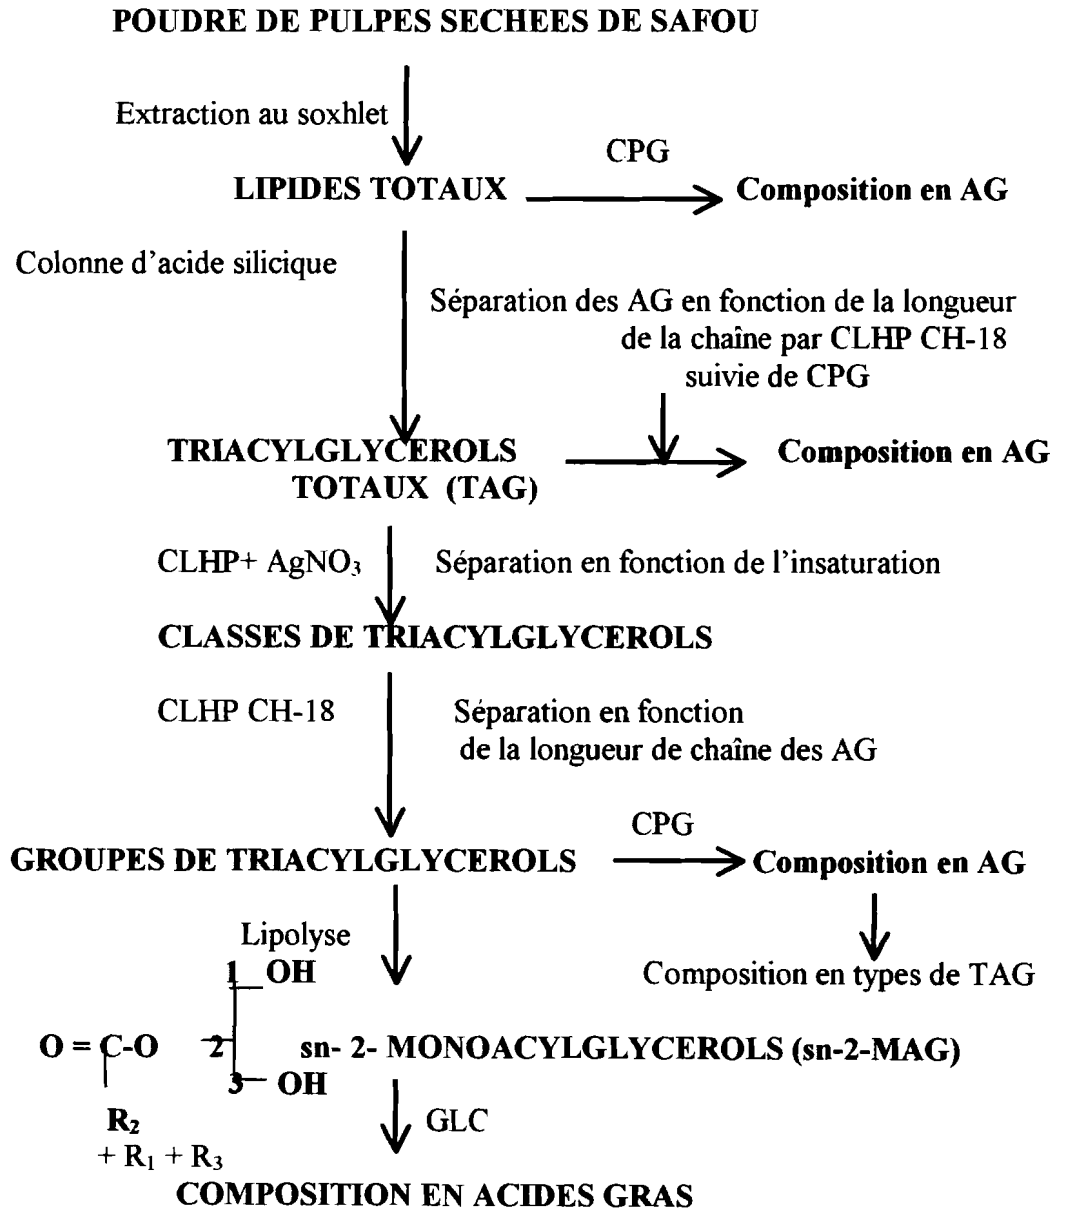 POUDRE DE PULPES SECHEES DE SAFOU
Extraction au soxhlet
CPG
LIPIDES TOTAUX
Composition en AG
Colonne d'acide silicique
Séparation des AG en fonction de la longueur
de la chaîne par CLHP CH-18
suivie de CPG
TRIACYLGLYCEROLS
TOTAUX (TAG)
Composition en AG
CLHP+ AgNO₃
Séparation en fonction de l'insaturation
CLASSES DE TRIACYLGLYCEROLS
CLHP CH-18
Séparation en fonction
de la longueur de chaîne des AG
CPG
GROUPES DE TRIACYLGLYCEROLS
Composition en AG
Lipolyse
1 OH
Composition en types de TAG
O = C-O 2
sn- 2- MONOACYLGLYCEROLS (sn-2-MAG)
3 OH
GLC
R₂
+ R₁ + R₃
COMPOSITION EN ACIDES GRAS